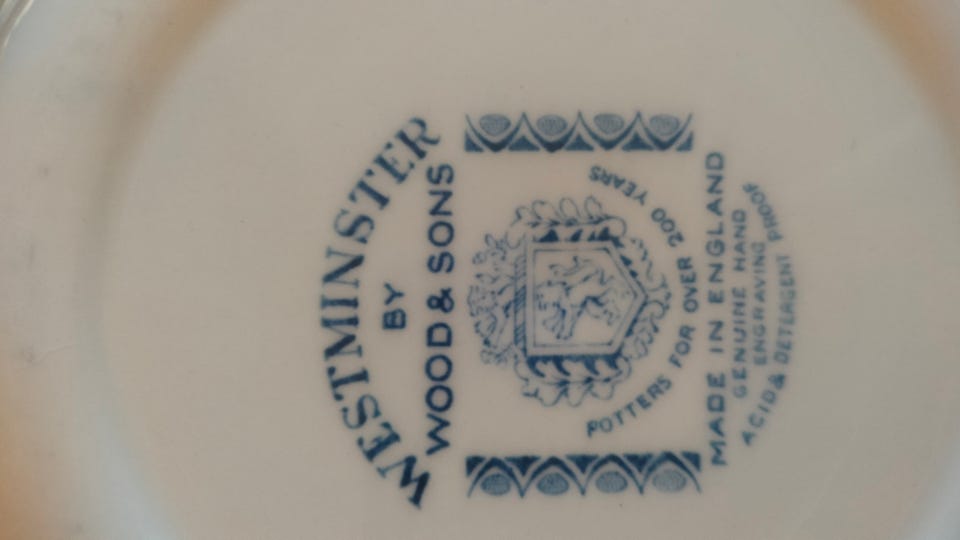 WESTMINSTER
BY
WOOD & SONS
POTTERS FOR OVER 200 YEARS
MADE IN ENGLAND
GENUINE HAND
ENGRAVING
ACID & DETERGENT PROOF